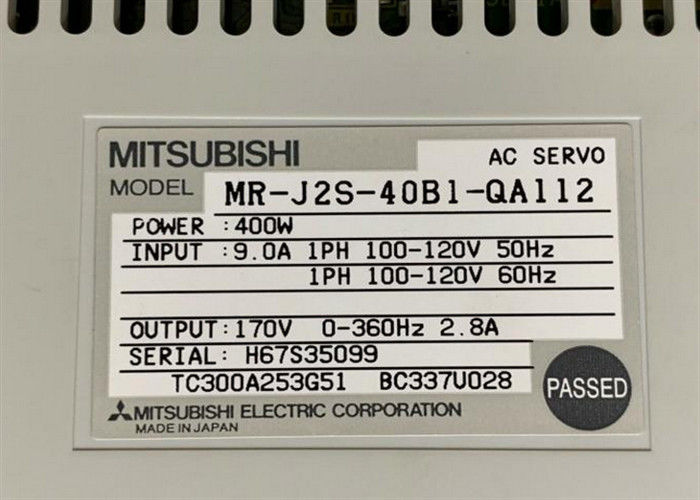 MITSUBISHI
AC SERVO
MODEL MR-J2S-40B1-QA112
POWER :400W
INPUT :9.0A 1PH 100-120V 50Hz
1PH 100-120V 60Hz
OUTPUT:170V 0-360Hz 2.8A
SERIAL: H67S35099
TC300A253G51 BC337U028
PASSED
MITSUBISHI ELECTRIC CORPORATION
MADE IN JAPAN